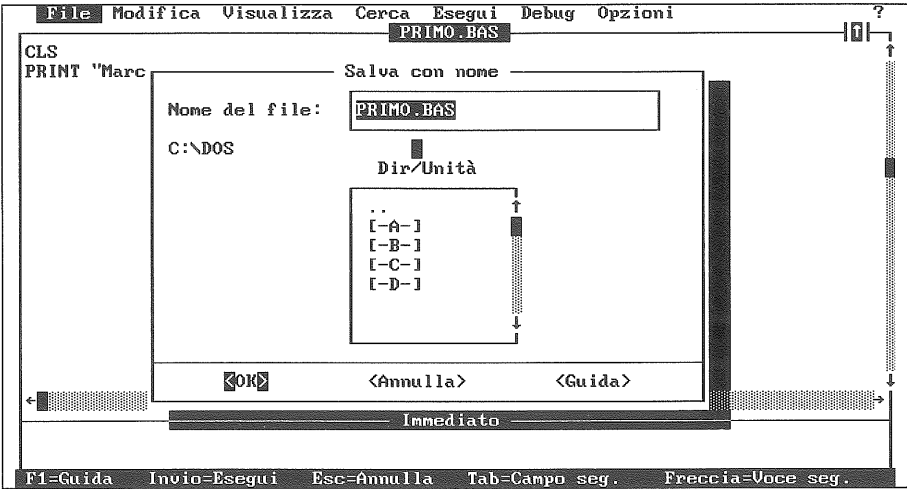 File Modifica Visualizza Cerca Esegui Debug Opzioni ?
PRIMO.BAS
CLS
PRINT "Marc
Salva con nome
Nome del file: PRIMO.BAS
C:\DOS
Dir/Unità
..
[-A-]
[-B-]
[-C-]
[-D-]
<OK> <Annulla> <Guida>
Immediato
F1=Guida Invio=Esegui Esc=Annulla Tab=Campo seg. Freccia=Voce seg.